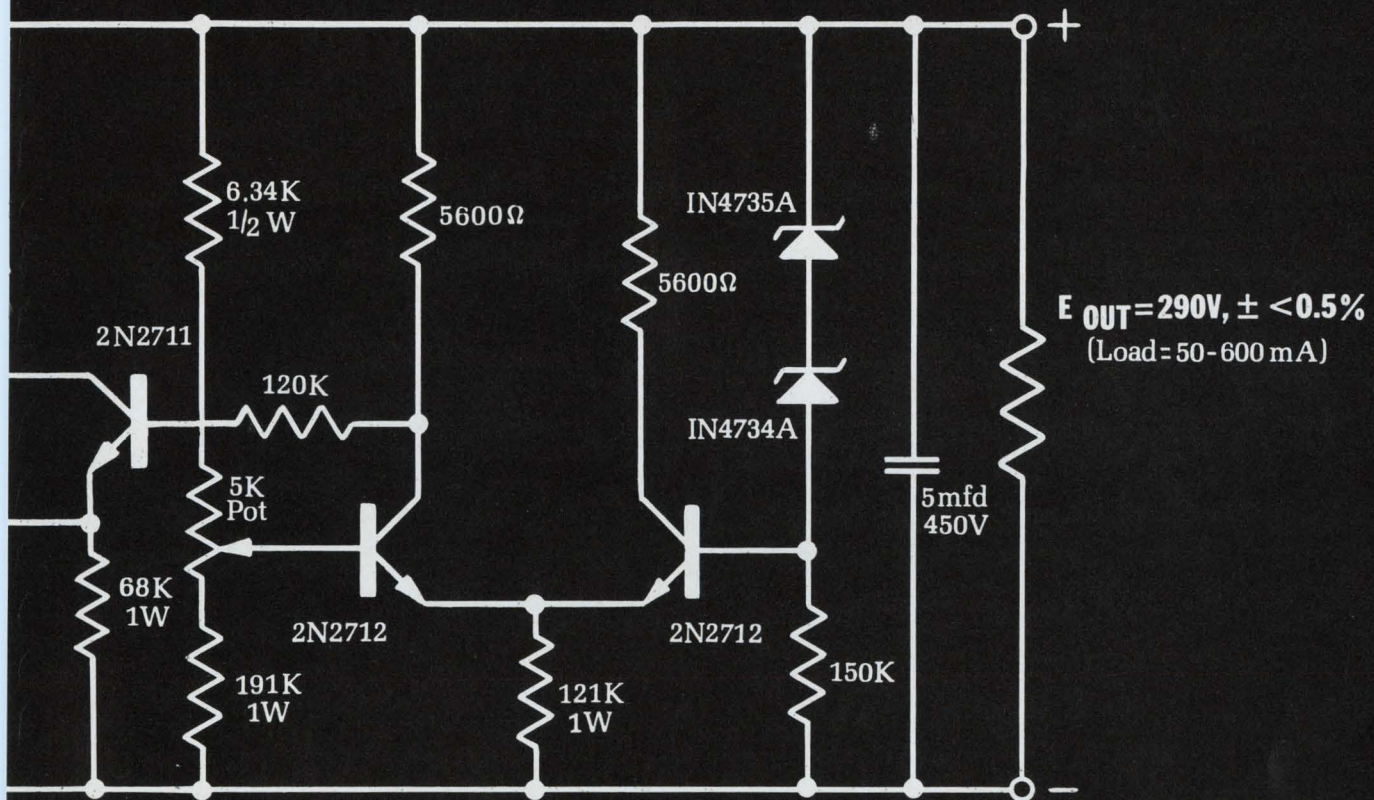 +
6.34K
1/2 W
5600Ω
IN4735A
5600Ω
E OUT=290V, ± <0.5%
(Load=50-600 mA)
2N2711
120K
IN4734A
5K
Pot
5mfd
450V
68K
1W
2N2712
2N2712
191K
1W
121K
1W
150K
−